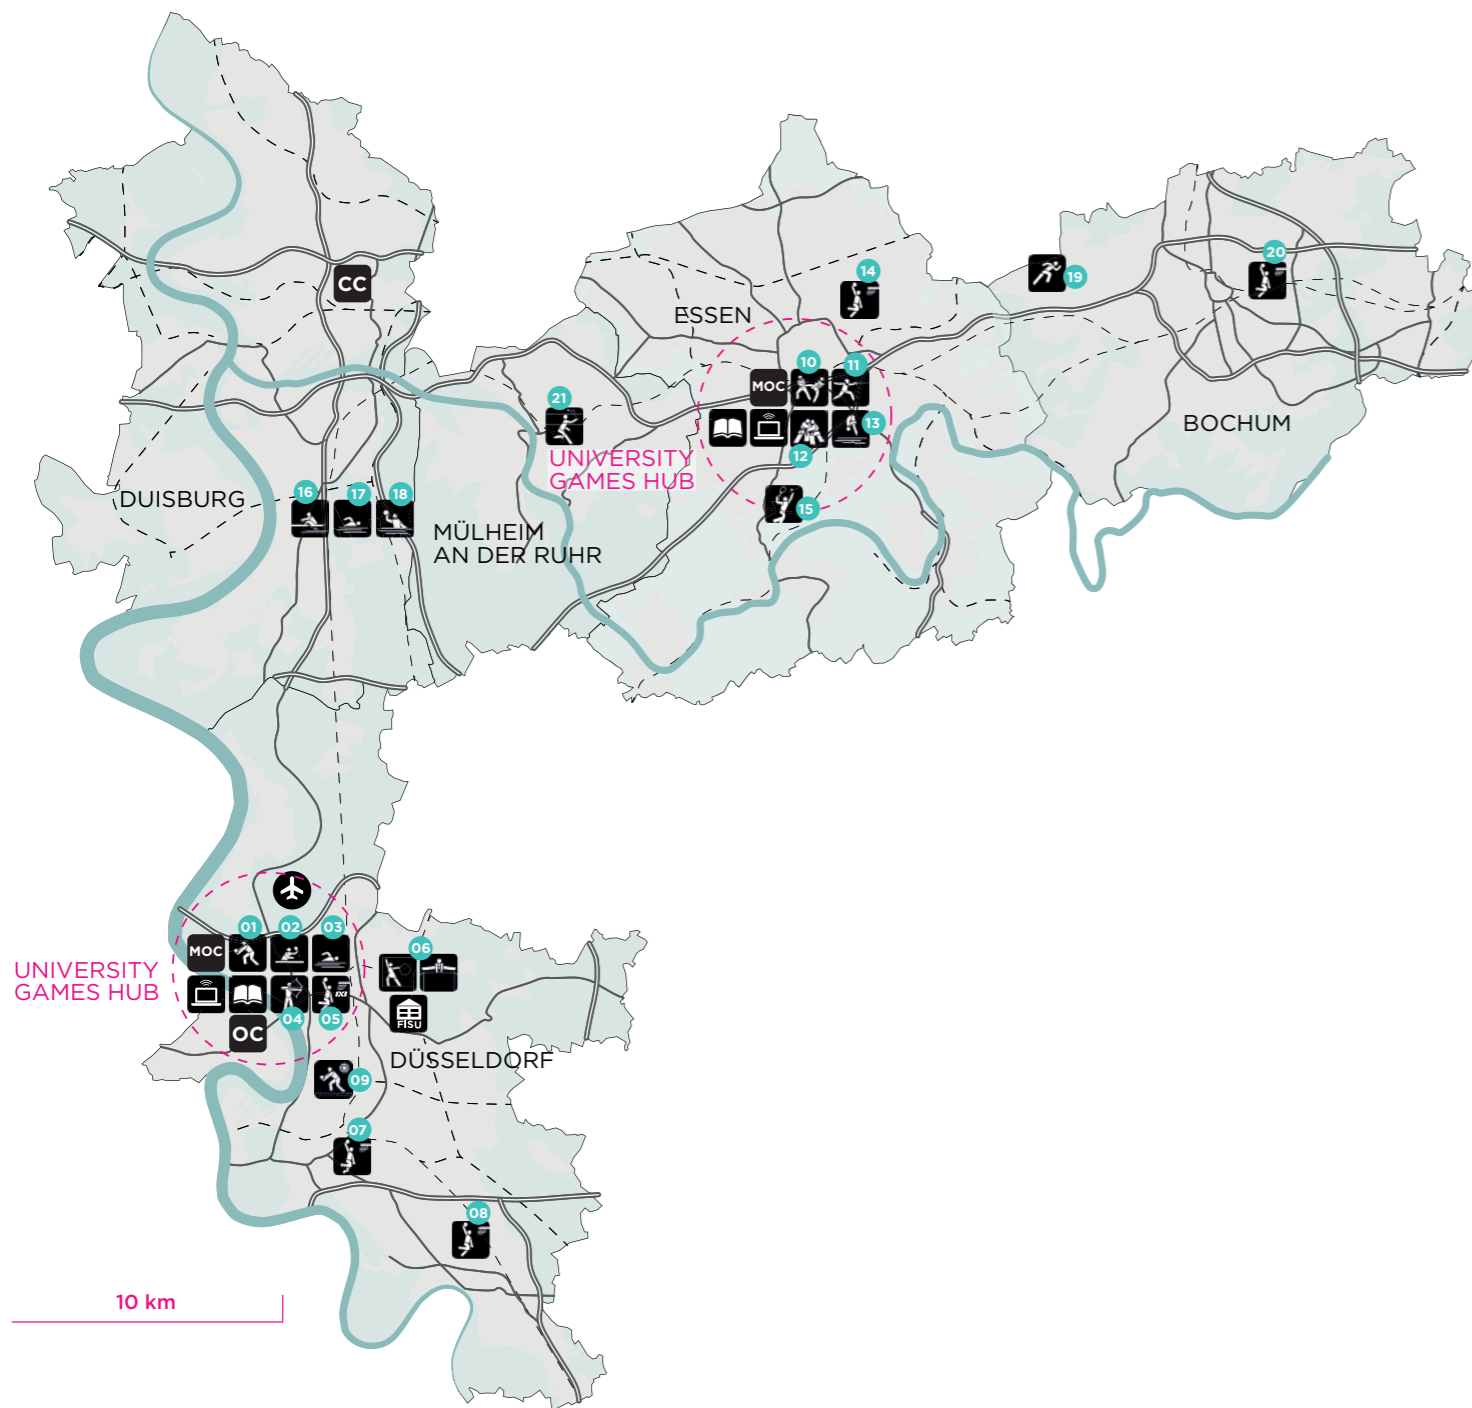 CC
14
20
19
ESSEN
10
11
MOC
21
13
BOCHUM
UNIVERSITY
GAMES HUB
12
DUISBURG
16
17
18
15
MÜLHEIM
AN DER RUHR
01
02
03
MOC
06
UNIVERSITY
GAMES HUB
3X3
04
05
FISU
OC
DÜSSELDORF
09
07
08
10 km